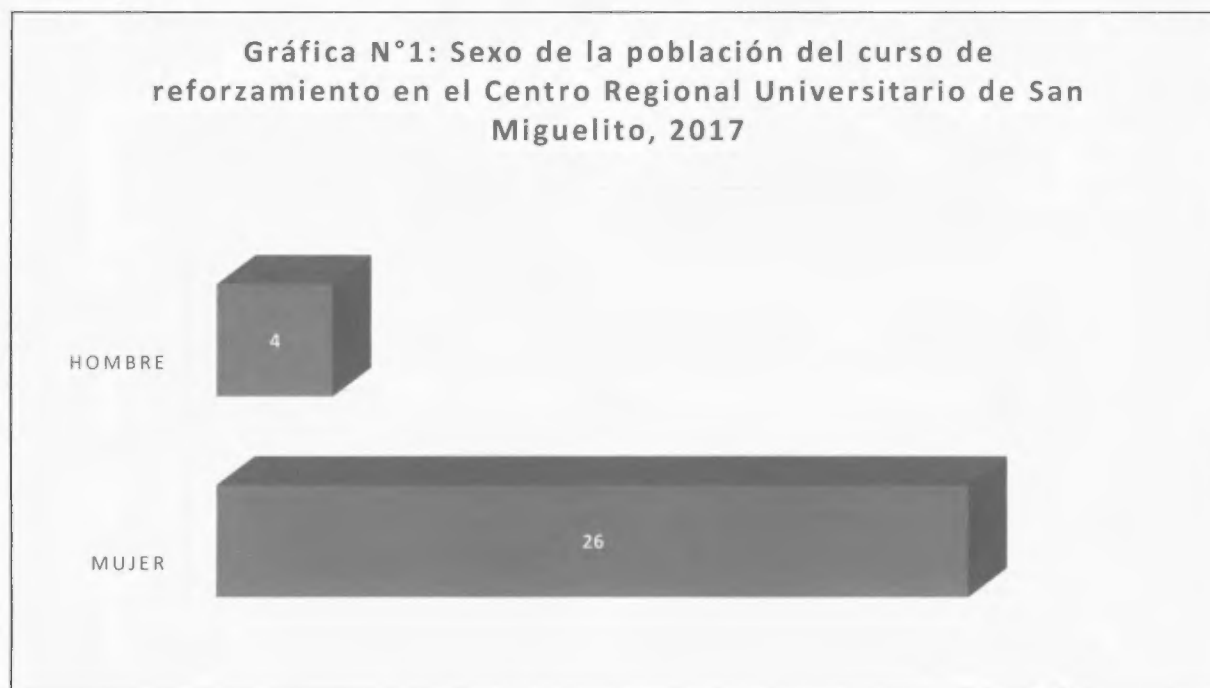 Gráfica N°1: Sexo de la población del curso de
reforzamiento en el Centro Regional Universitario de San
Miguelito, 2017
HOMBRE
4
MUJER
26